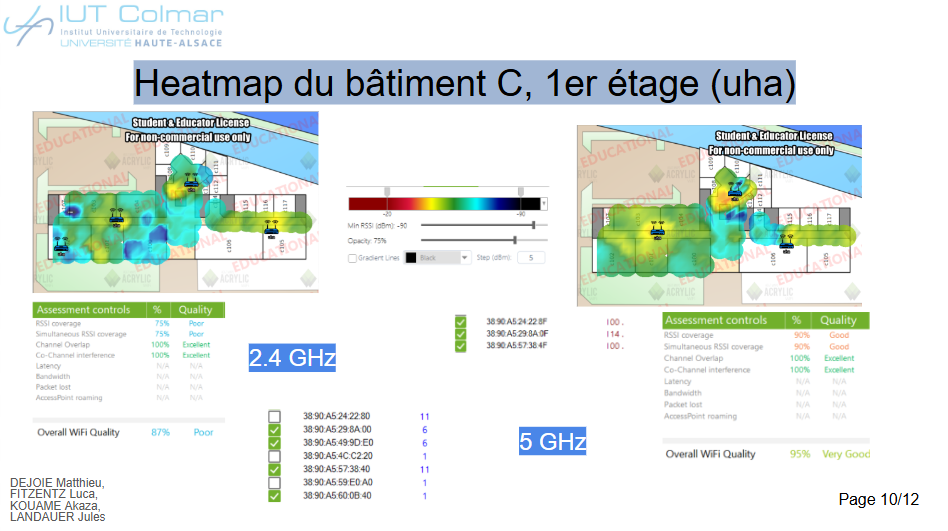 IUT Colmar
Institut Universitaire de Technologie
UNIVERSITÉ HAUTE-ALSACE
Heatmap du bâtiment C, 1er étage (uha)
Student & Educator License
For non-commercial use only
EDUCATIONAL
ACRYLIC
c109
c111
c112
c115
c116
c117
c106
c105
Student & Educator License
For non-commercial use only
EDUCATIONAL
ACRYLIC
c109
c111
c112
c115
c116
c117
c106
c105
-20
-90
Min RSSI (dBm): -90
Opacity: 75%
Gradient Lines
Black
Step (dBm):
5
Assessment controls % Quality
RSSI coverage 75% Poor
Simultaneous RSSI coverage 75% Poor
Channel Overlap 100% Excellent
Co-Channel interference 100% Excellent
Latency N/A N/A
Bandwidth N/A N/A
Packet lost N/A N/A
AccessPoint roaming N/A N/A
Overall WiFi Quality 87% Poor
2.4 GHz
38:90:A5:24:22:8F 100 .
38:90:A5:29:8A:0F 114 .
38:90:A5:57:38:4F 100 .
Assessment controls % Quality
RSSI coverage 90% Good
Simultaneous RSSI coverage 90% Good
Channel Overlap 100% Excellent
Co-Channel interference 100% Excellent
Latency N/A N/A
Bandwidth N/A N/A
Packet lost N/A N/A
AccessPoint roaming N/A N/A
Overall WiFi Quality 95% Very Good
38:90:A5:24:22:80 11
38:90:A5:29:8A:00 6
38:90:A5:49:9D:E0 6
38:90:A5:4C:C2:20 1
38:90:A5:57:38:40 11
38:90:A5:59:E0:A0 1
38:90:A5:60:0B:40 1
5 GHz
DEJOIE Matthieu,
FITZENTZ Luca,
KOUAME Akaza,
LANDAUER Jules
Page 10/12